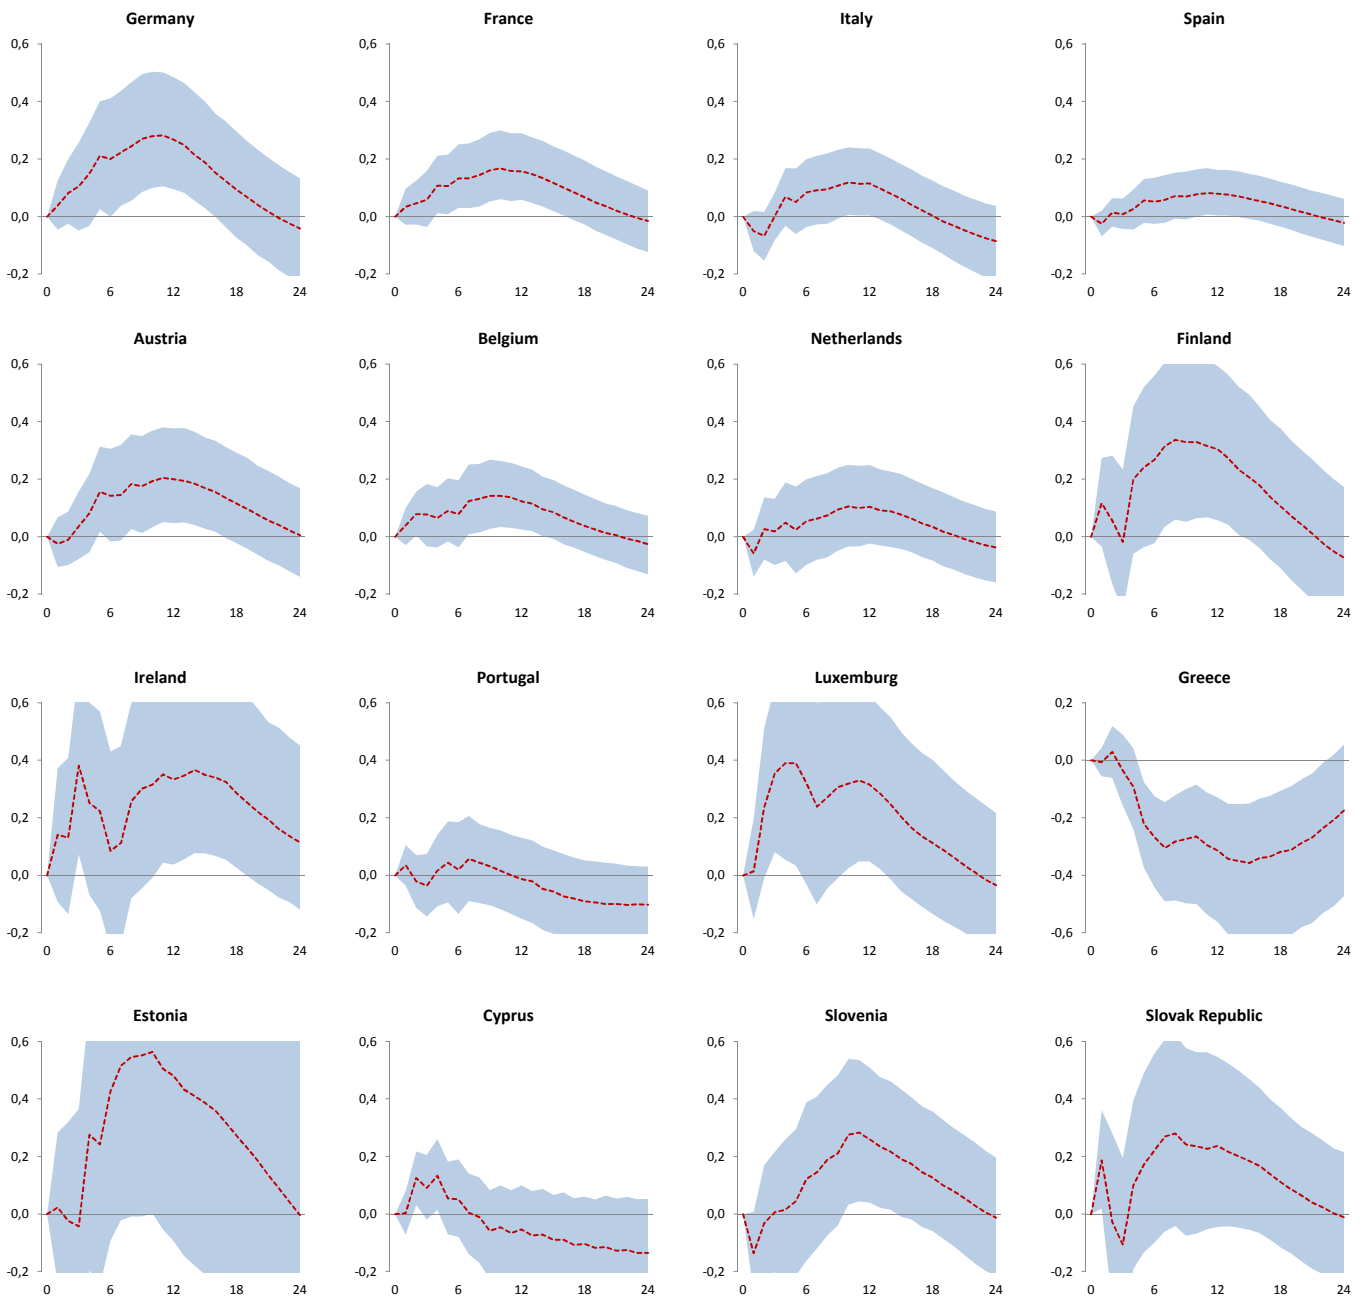 Germany France Italy Spain
0,6 0,6 0,6 0,6
0,4 0,4 0,4 0,4
0,2 0,2 0,2 0,2
0,0 0,0 0,0 0,0
-0,2 -0,2 -0,2 -0,2
0 6 12 18 24 0 6 12 18 24 0 6 12 18 24 0 6 12 18 24
Austria Belgium Netherlands Finland
0,6 0,6 0,6 0,6
0,4 0,4 0,4 0,4
0,2 0,2 0,2 0,2
0,0 0,0 0,0 0,0
-0,2 -0,2 -0,2 -0,2
0 6 12 18 24 0 6 12 18 24 0 6 12 18 24 0 6 12 18 24
Ireland Portugal Luxemburg Greece
0,6 0,6 0,6 0,2
0,4 0,4 0,4 0,0
0,2 0,2 0,2 -0,2
0,0 0,0 0,0 -0,4
-0,2 -0,2 -0,2 -0,6
0 6 12 18 24 0 6 12 18 24 0 6 12 18 24 0 6 12 18 24
Estonia Cyprus Slovenia Slovak Republic
0,6 0,6 0,6 0,6
0,4 0,4 0,4 0,4
0,2 0,2 0,2 0,2
0,0 0,0 0,0 0,0
-0,2 -0,2 -0,2 -0,2
0 6 12 18 24 0 6 12 18 24 0 6 12 18 24 0 6 12 18 24